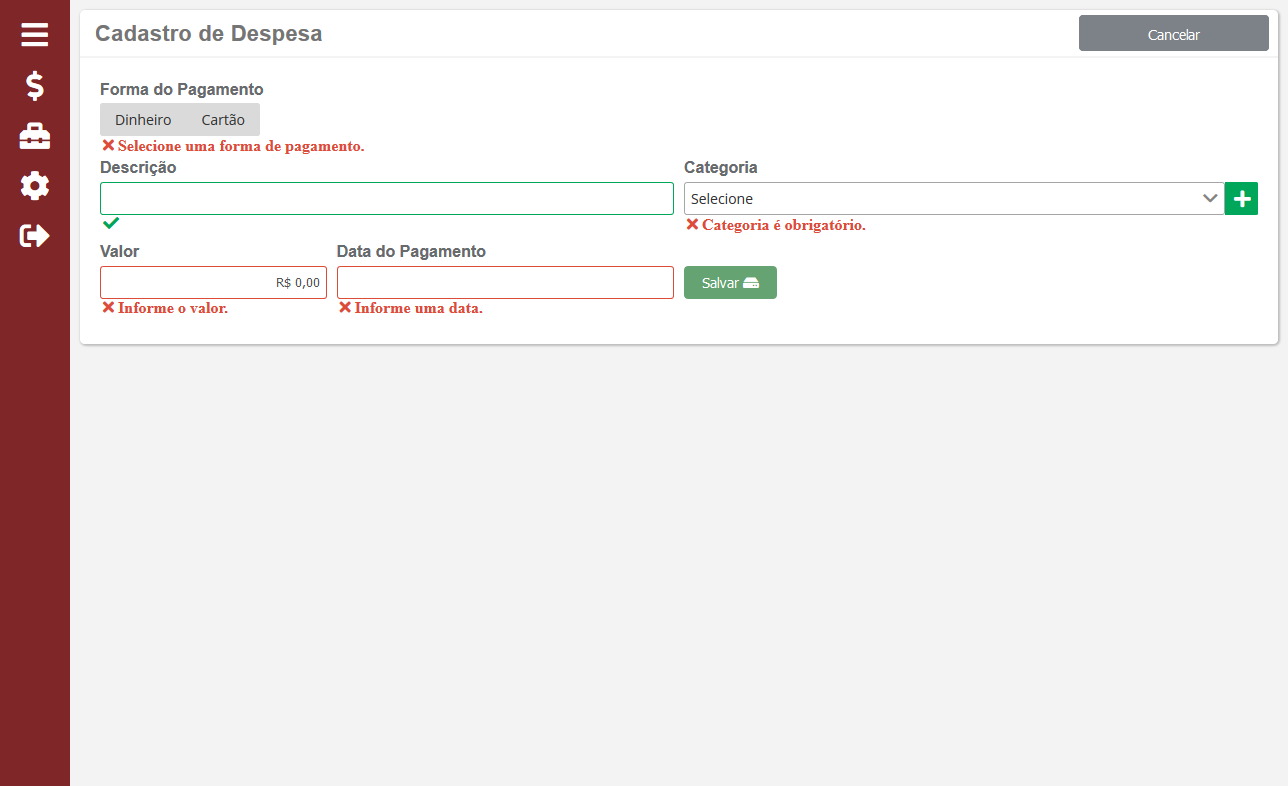 Cadastro de Despesa
Cancelar
Forma do Pagamento
Dinheiro Cartão
Selecione uma forma de pagamento.
Descrição
Categoria
Selecione
Categoria é obrigatório.
Valor
Data do Pagamento
R$ 0,00
Salvar
Informe o valor.
Informe uma data.